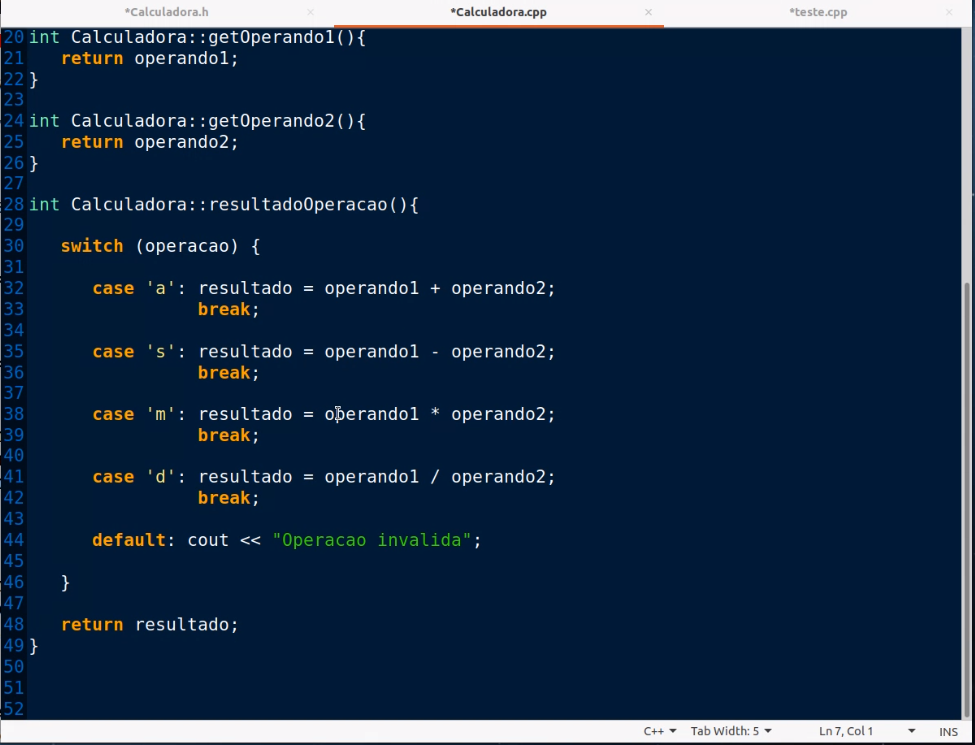 *Calculadora.h × *Calculadora.cpp × *teste.cpp ×
20 int Calculadora::getOperando1(){
21 return operando1;
22 }
23
24 int Calculadora::getOperando2(){
25 return operando2;
26 }
27
28 int Calculadora::resultadoOperacao(){
29
30 switch (operacao) {
31
32 case 'a': resultado = operando1 + operando2;
33 break;
34
35 case 's': resultado = operando1 - operando2;
36 break;
37
38 case 'm': resultado = operando1 * operando2;
39 break;
40
41 case 'd': resultado = operando1 / operando2;
42 break;
43
44 default: cout << "Operacao invalida";
45
46 }
47
48 return resultado;
49 }
50
51
52
C++ Tab Width: 5 Ln 7, Col 1 INS